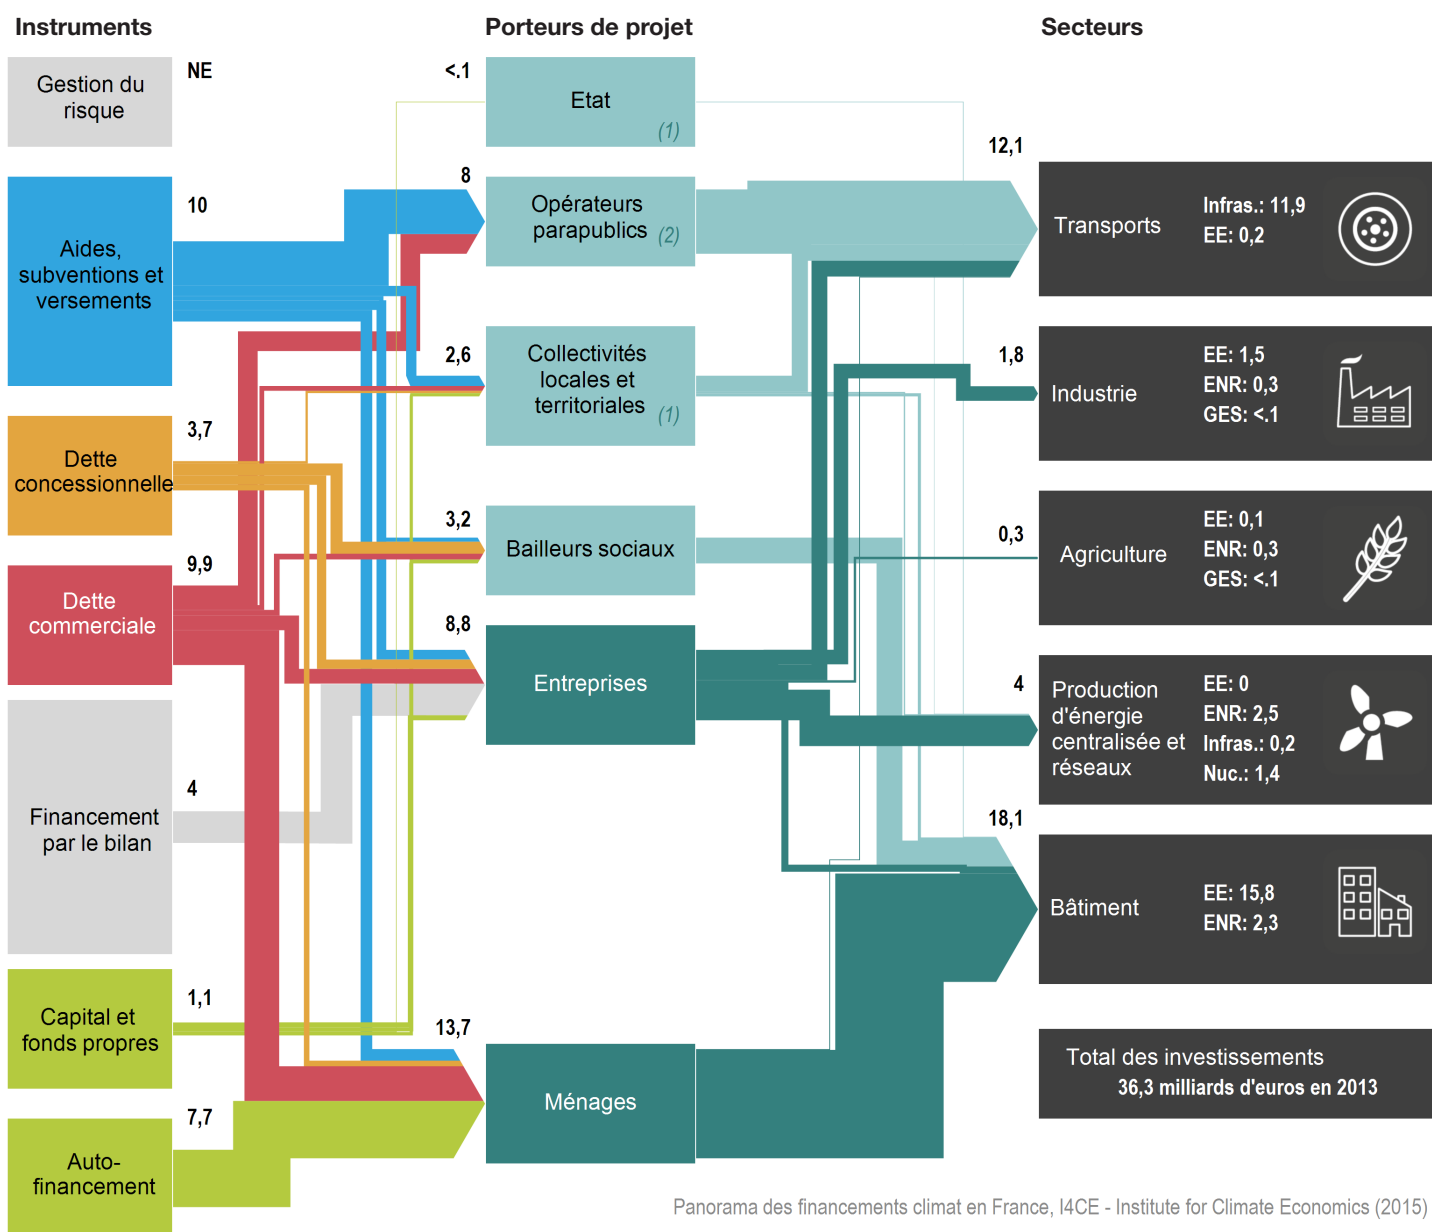 Instruments
Porteurs de projet
Secteurs
Gestion du
risque
NE
Aides,
subventions et
versements
10
Dette
concessionnelle
3,7
Dette
commerciale
9,9
Financement
par le bilan
4
Capital et
fonds propres
1,1
Auto-
financement
7,7
<.1
Etat
(1)
8
Opérateurs
parapublics (2)
2,6
Collectivités
locales et
territoriales
(1)
3,2
Bailleurs sociaux
8,8
Entreprises
13,7
Ménages
12,1
Transports
Infras.: 11,9
EE: 0,2
1,8
Industrie
EE: 1,5
ENR: 0,3
GES: <.1
0,3
Agriculture
EE: 0,1
ENR: 0,3
GES: <.1
4
Production
d'énergie
centralisée et
réseaux
EE: 0
ENR: 2,5
Infras.: 0,2
Nuc.: 1,4
18,1
Bâtiment
EE: 15,8
ENR: 2,3
Total des investissements
36,3 milliards d'euros en 2013
Panorama des financements climat en France, I4CE - Institute for Climate Economics (2015)